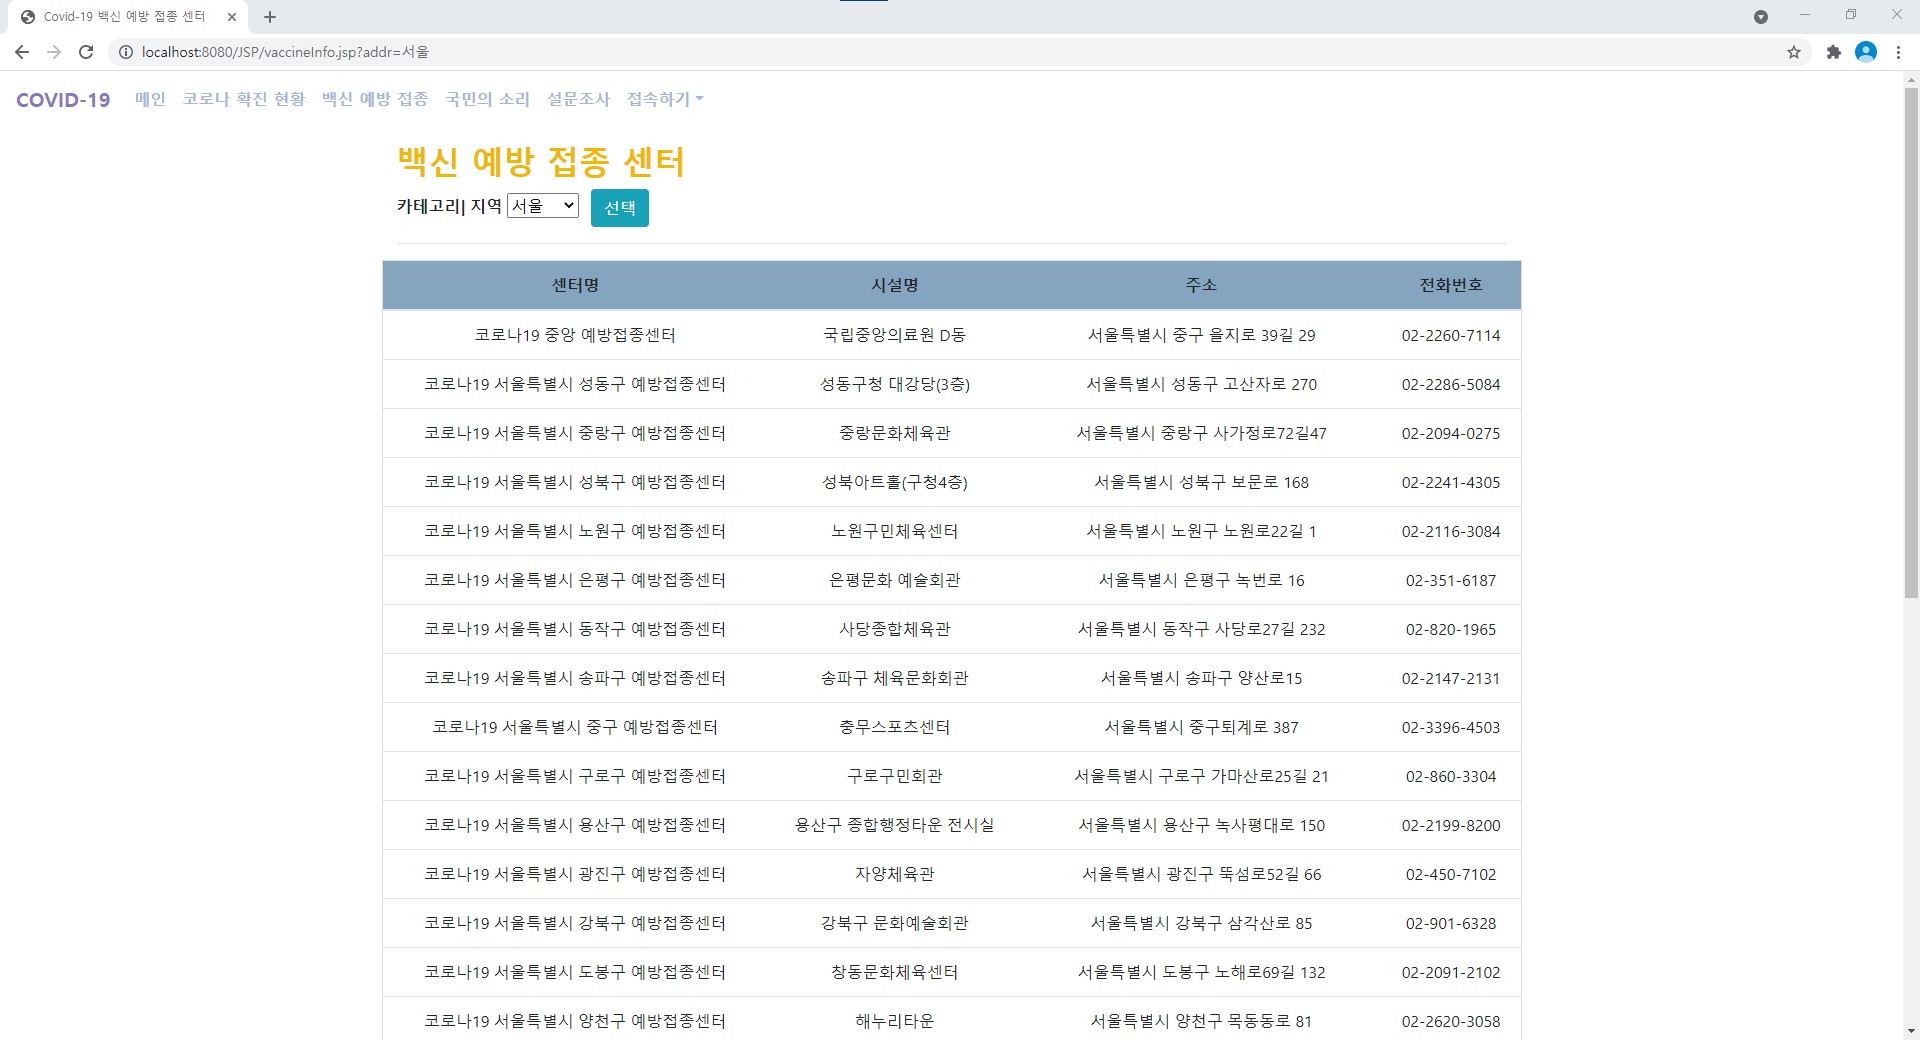 Covid-19 백신 예방 접종 센터
localhost:8080/JSP/vaccineInfo.jsp?addr=서울
COVID-19 메인 코로나 확진 현황 백신 예방 접종 국민의 소리 설문조사 접속하기
백신 예방 접종 센터
카테고리| 지역 서울 선택
센터명 시설명 주소 전화번호
코로나19 중앙 예방접종센터 국립중앙의료원 D동 서울특별시 중구 을지로 39길 29 02-2260-7114
코로나19 서울특별시 성동구 예방접종센터 성동구청 대강당(3층) 서울특별시 성동구 고산자로 270 02-2286-5084
코로나19 서울특별시 중랑구 예방접종센터 중랑문화체육관 서울특별시 중랑구 사가정로72길47 02-2094-0275
코로나19 서울특별시 성북구 예방접종센터 성북아트홀(구청4층) 서울특별시 성북구 보문로 168 02-2241-4305
코로나19 서울특별시 노원구 예방접종센터 노원구민체육센터 서울특별시 노원구 노원로22길 1 02-2116-3084
코로나19 서울특별시 은평구 예방접종센터 은평문화 예술회관 서울특별시 은평구 녹번로 16 02-351-6187
코로나19 서울특별시 동작구 예방접종센터 사당종합체육관 서울특별시 동작구 사당로27길 232 02-820-1965
코로나19 서울특별시 송파구 예방접종센터 송파구 체육문화회관 서울특별시 송파구 양산로15 02-2147-2131
코로나19 서울특별시 중구 예방접종센터 충무스포츠센터 서울특별시 중구퇴계로 387 02-3396-4503
코로나19 서울특별시 구로구 예방접종센터 구로구민회관 서울특별시 구로구 가마산로25길 21 02-860-3304
코로나19 서울특별시 용산구 예방접종센터 용산구 종합행정타운 전시실 서울특별시 용산구 녹사평대로 150 02-2199-8200
코로나19 서울특별시 광진구 예방접종센터 자양체육관 서울특별시 광진구 뚝섬로52길 66 02-450-7102
코로나19 서울특별시 강북구 예방접종센터 강북구 문화예술회관 서울특별시 강북구 삼각산로 85 02-901-6328
코로나19 서울특별시 도봉구 예방접종센터 창동문화체육센터 서울특별시 도봉구 노해로69길 132 02-2091-2102
코로나19 서울특별시 양천구 예방접종센터 해누리타운 서울특별시 양천구 목동동로 81 02-2620-3058